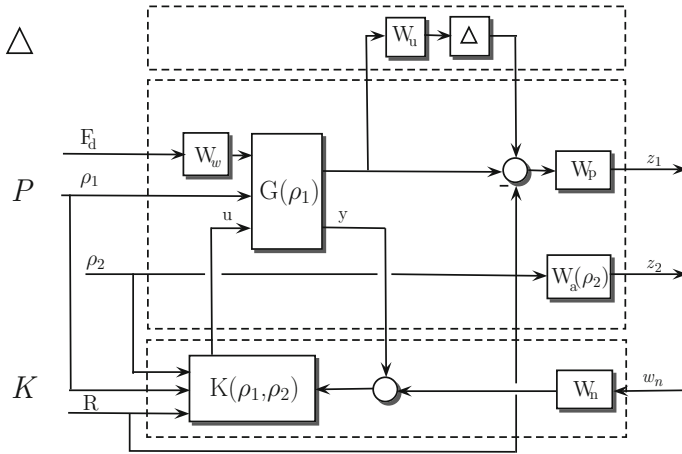 Δ
W_u
Δ
F_d
W_w
G(ρ_1)
W_p
z_1
P
ρ_1
u
y
ρ_2
W_a(ρ_2)
z_2
-
K
K(ρ_1,ρ_2)
W_n
w_n
R